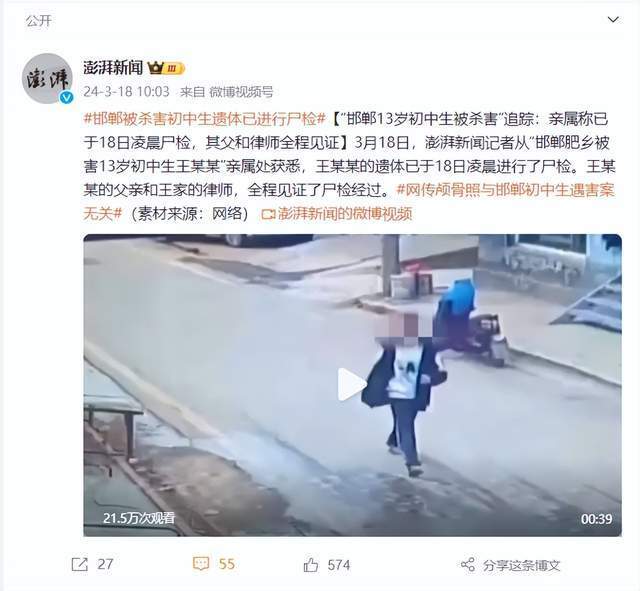 公开
澎湃
澎湃新闻 III
24-3-18 10:03 来自 微博视频号
#邯郸被杀害初中生遗体已进行尸检#【“邯郸13岁初中生被杀害”追踪：亲属称已
于18日凌晨尸检，其父和律师全程见证】3月18日，澎湃新闻记者从“邯郸肥乡被
害13岁初中生王某某”亲属处获悉，王某某的遗体已于18日凌晨进行了尸检。王某
某的父亲和王家的律师，全程见证了尸检经过。#网传颅骨照与邯郸初中生遇害案
无关#（素材来源：网络） 澎湃新闻的微博视频
21.5万次观看 00:39
27 55 574 分享这条博文